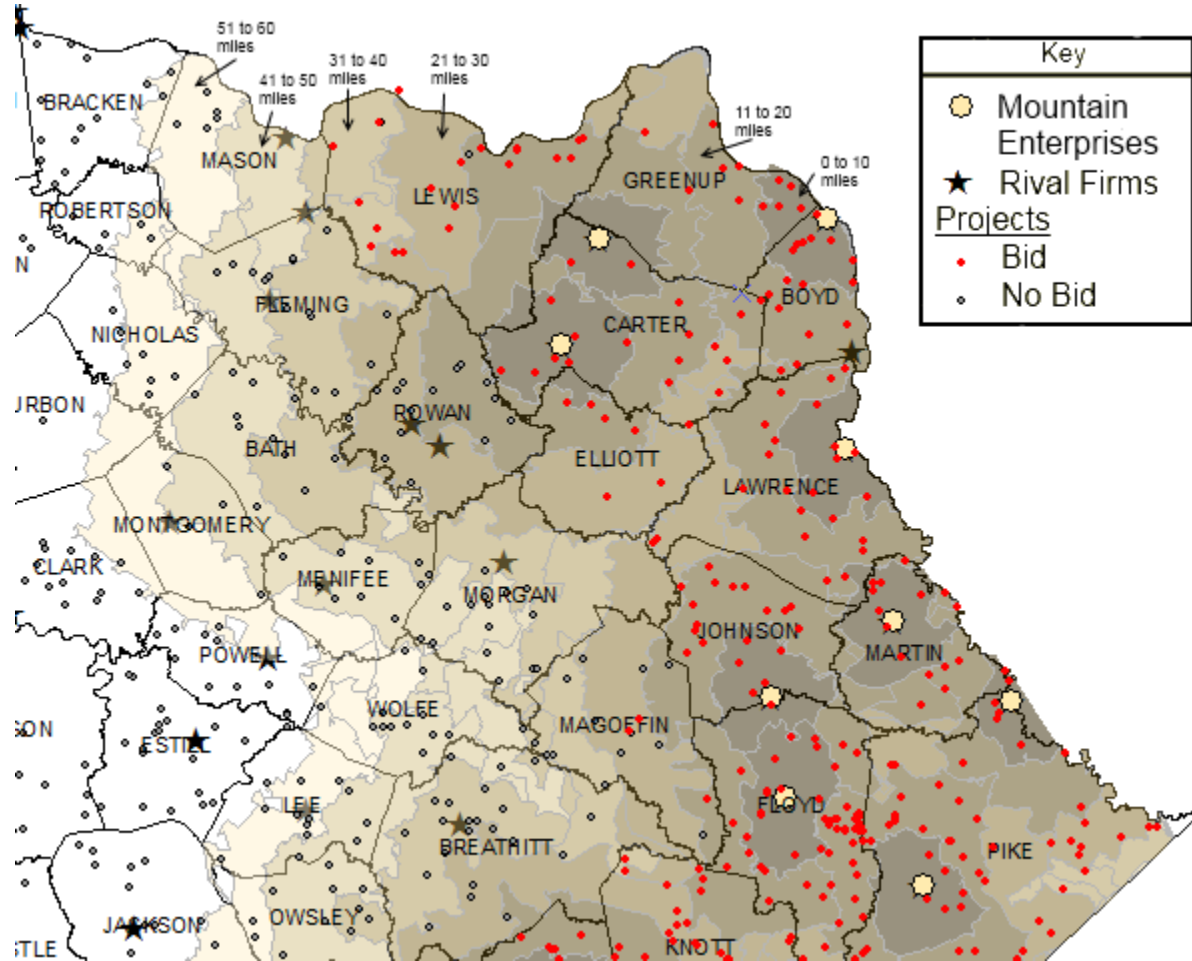 51 to 60
miles
31 to 40
miles
21 to 30
miles
41 to 50
miles
11 to 20
miles
0 to 10
miles
Key
Mountain
Enterprises
Rival Firms
Projects
Bid
No Bid
BRACKEN
MASON
GREENUP
LEWIS
ROBERTSON
N
FLEMING
BOYD
NICHOLAS
CARTER
URBON
ROWAN
BATH
ELLIOTT
LAWRENCE
MONTGOMERY
CLARK
MENIFEE
MORGAN
JOHNSON
POWELL
MARTIN
WOLFE
MAGOFFIN
SON
ESTILL
LEE
FLOYD
BREATHITT
PIKE
OWSLEY
JACKSON
KNOTT
STLE